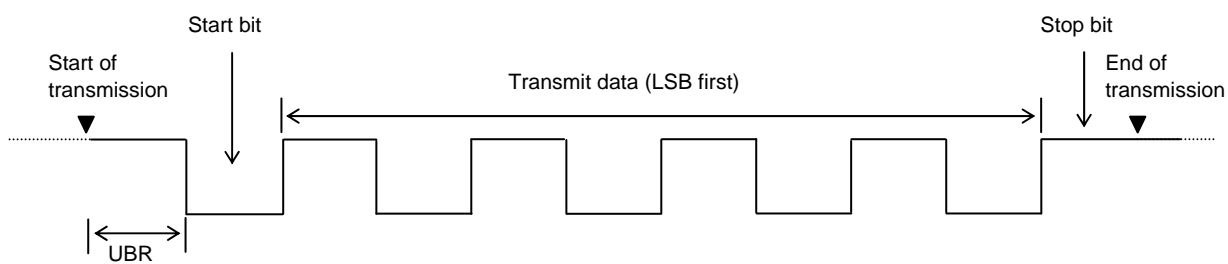 Start bit
Stop bit
Start of
transmission
End of
transmission
Transmit data (LSB first)
UBR